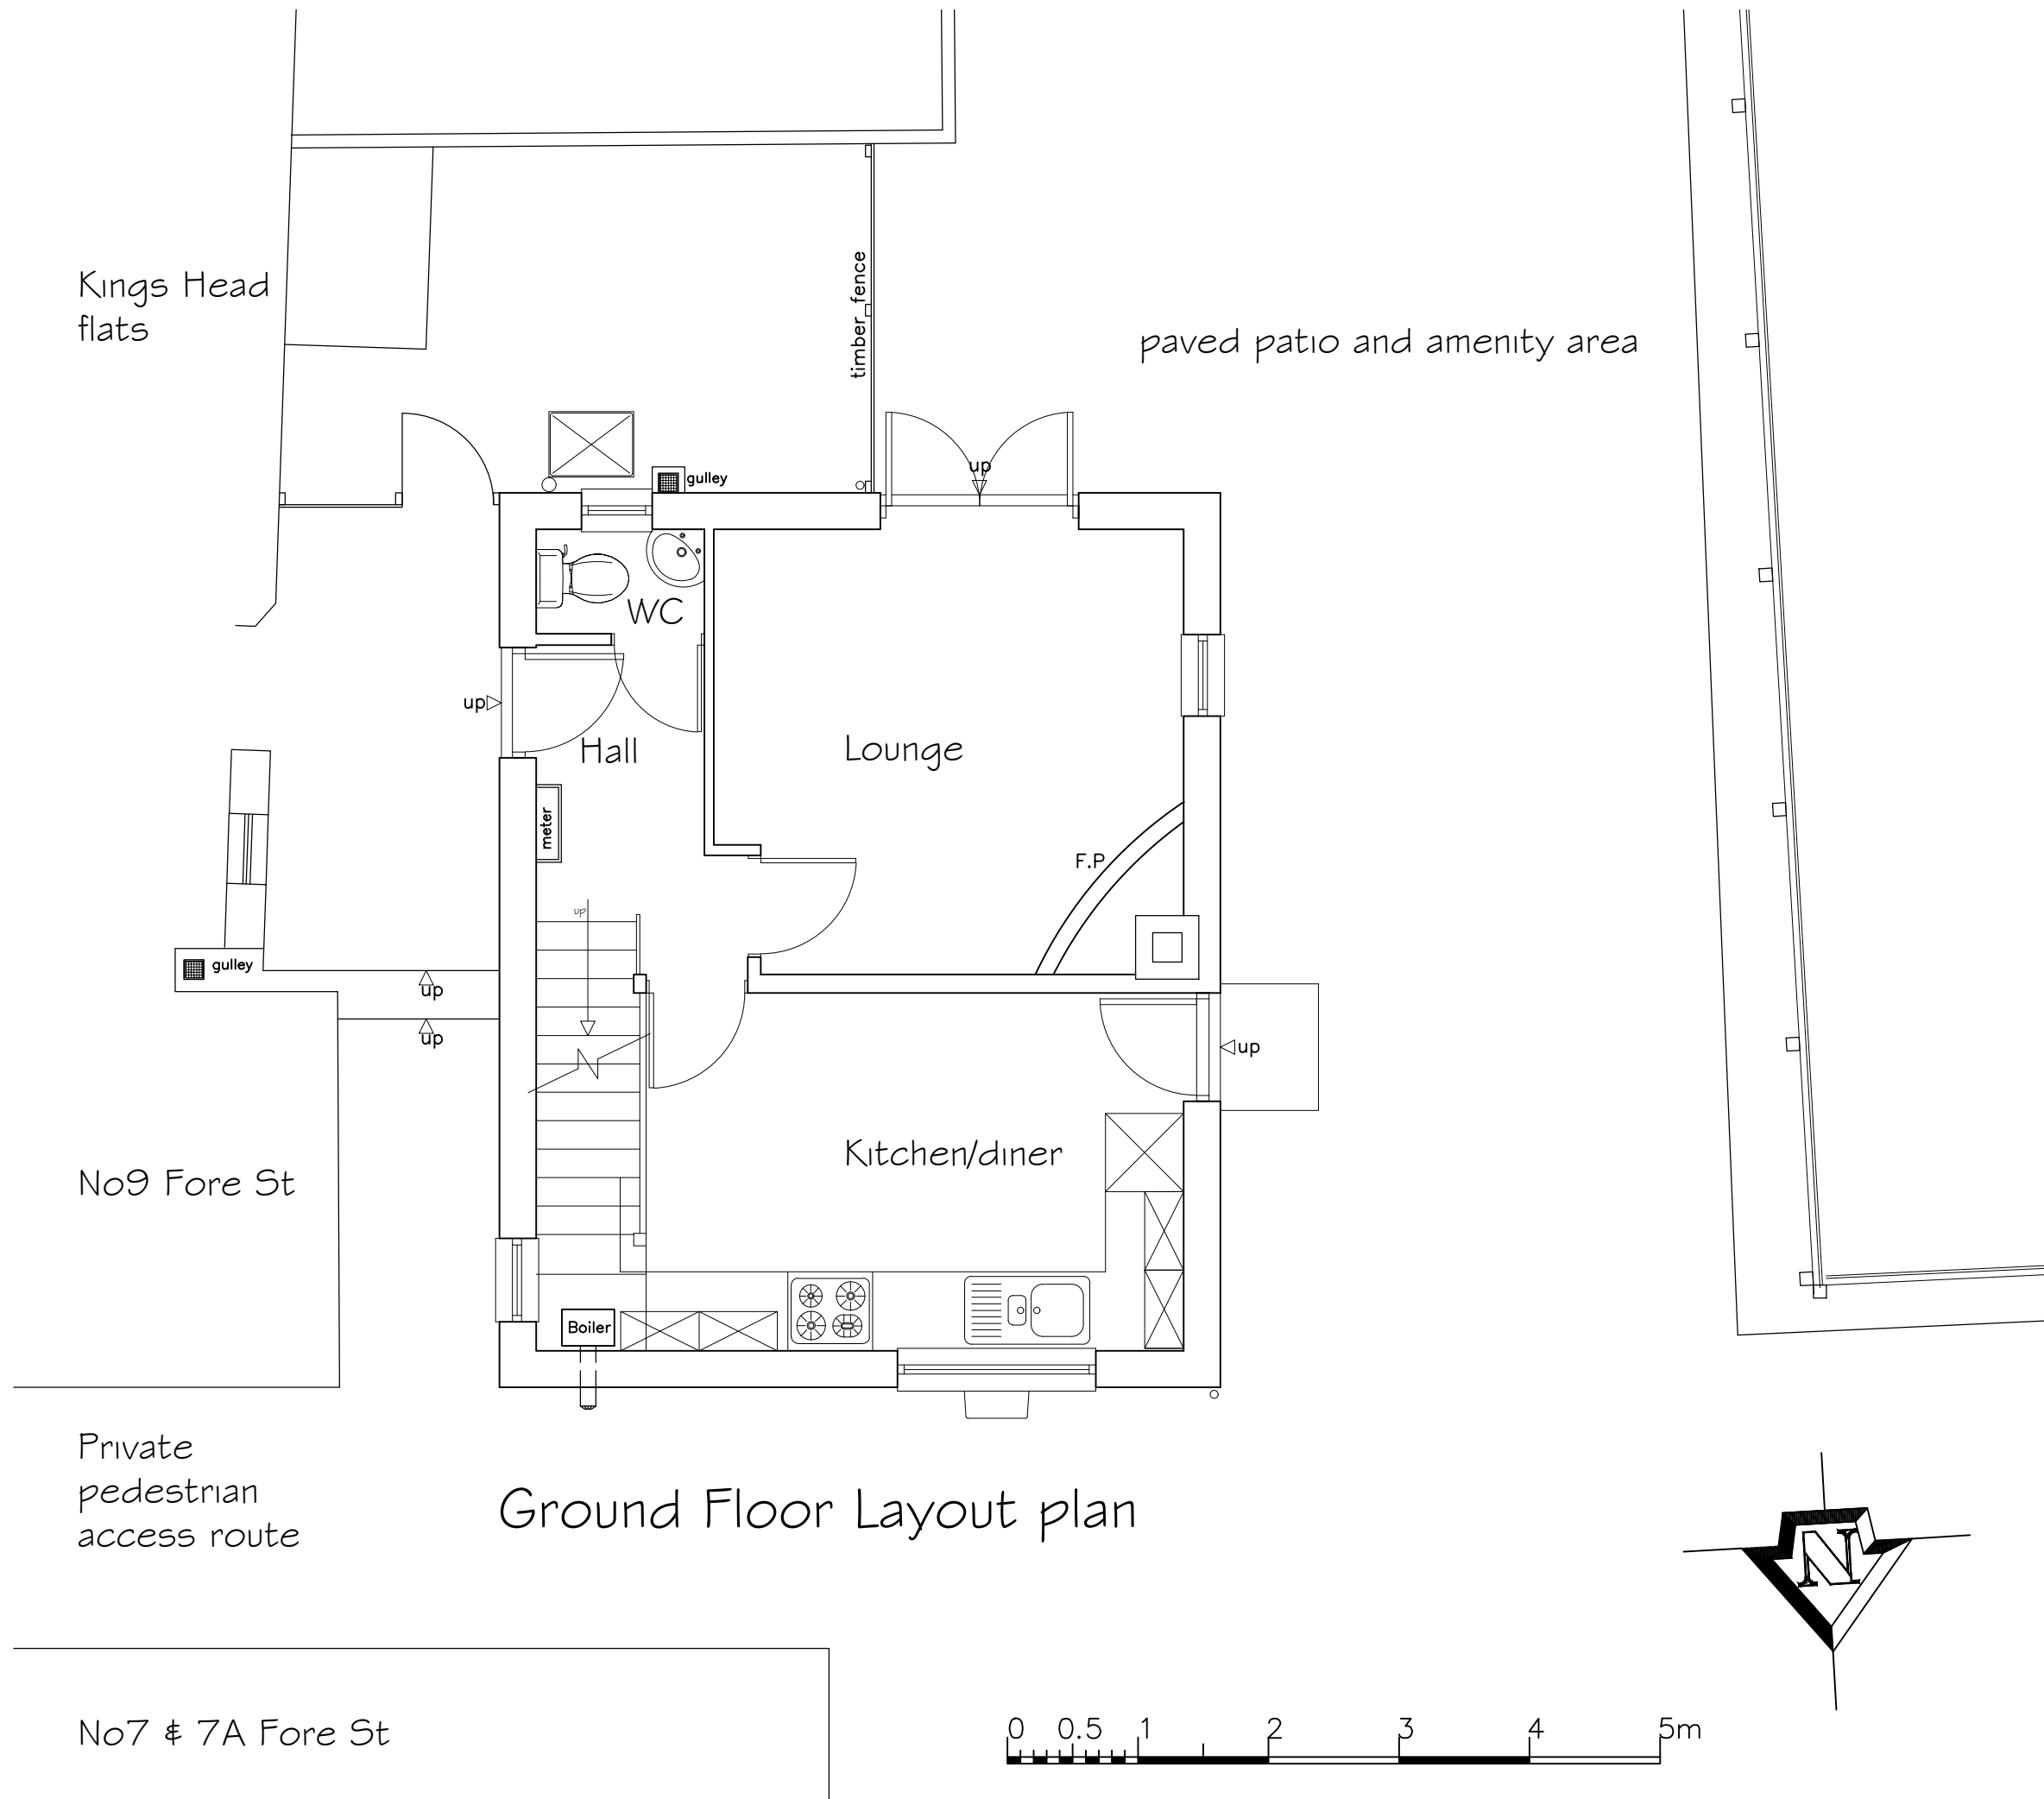 Kings Head
flats
timber fence
paved patio and amenity area
up
gulley
WC
up
Hall
Lounge
meter
F.P
up
gulley
up
up
up
Kitchen/diner
No9 Fore St
Boiler
Private
pedestrian
access route
Ground Floor Layout plan
N
No7 & 7A Fore St
0 0.5 1 2 3 4 5m